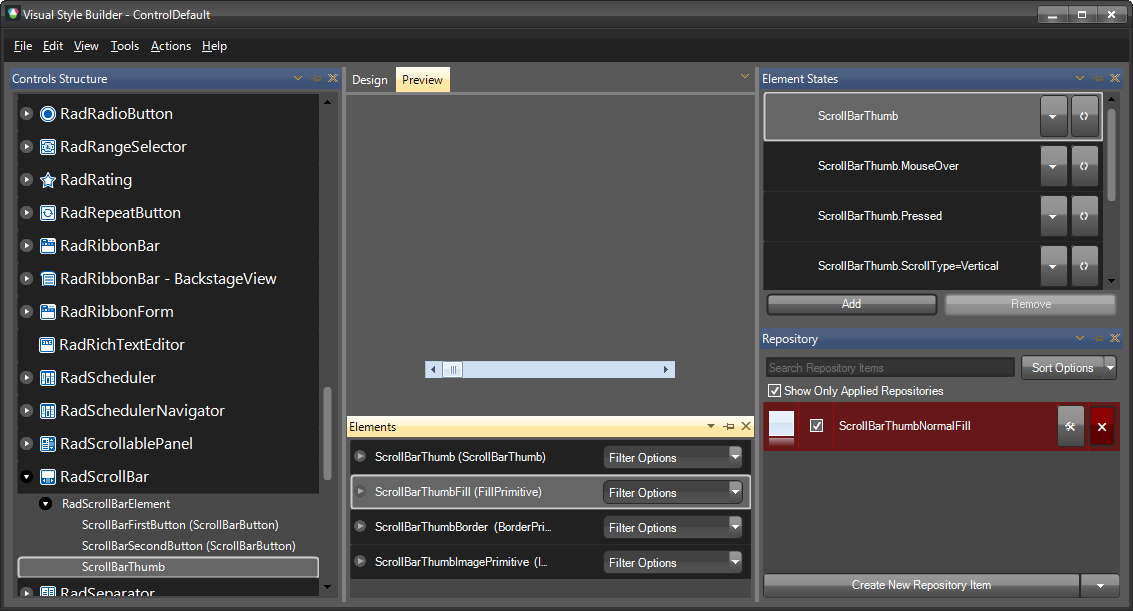 Visual Style Builder - ControlDefault
File Edit View Tools Actions Help
Controls Structure
RadRadioButton
RadRangeSelector
RadRating
RadRepeatButton
RadRibbonBar
RadRibbonBar - BackstageView
RadRibbonForm
RadRichTextEditor
RadScheduler
RadSchedulerNavigator
RadScrollablePanel
RadScrollBar
RadScrollBarElement
ScrollBarFirstButton (ScrollBarButton)
ScrollBarSecondButton (ScrollBarButton)
ScrollBarThumb
RadSeparator
Design Preview
Elements
ScrollBarThumb (ScrollBarThumb) Filter Options
ScrollBarThumbFill (FillPrimitive) Filter Options
ScrollBarThumbBorder (BorderPri... Filter Options
ScrollBarThumbImagePrimitive (I... Filter Options
Element States
ScrollBarThumb
ScrollBarThumb.MouseOver
ScrollBarThumb.Pressed
ScrollBarThumb.ScrollType=Vertical
Add Remove
Repository
Search Repository Items Sort Options
Show Only Applied Repositories
ScrollBarThumbNormalFill
Create New Repository Item